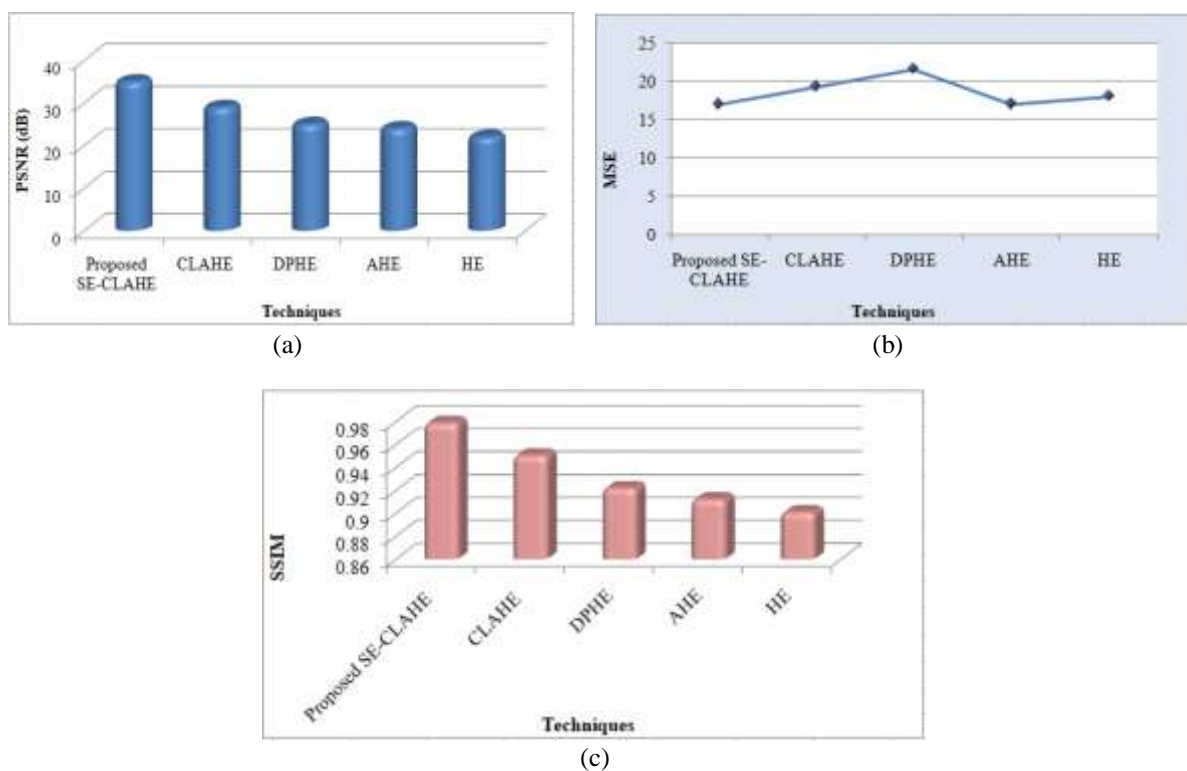 40
30
20
10
0
PSNR (dB)
Proposed
SE-CLAHE
CLAHE
DPHE
AHE
HE
Techniques
(a)
25
20
15
10
5
0
MSE
Proposed SE-
CLAHE
CLAHE
DPHE
AHE
HE
Techniques
(b)
0.98
0.96
0.94
0.92
0.9
0.88
0.86
SSIM
Proposed SE-CLAHE
CLAHE
DPHE
AHE
HE
Techniques
(c)